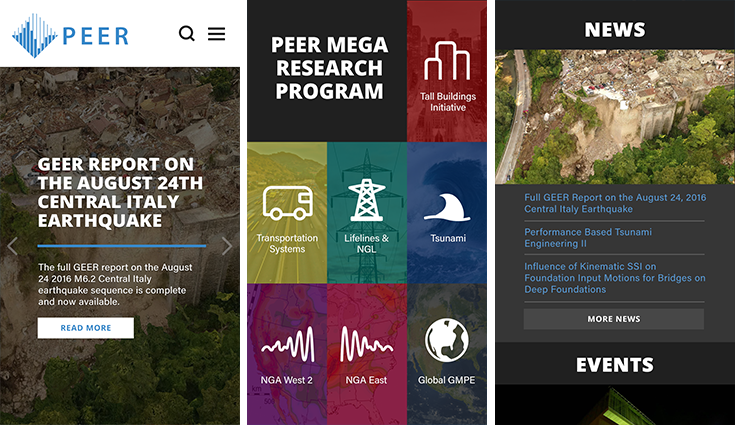 PEER
GEER REPORT ON
THE AUGUST 24TH
CENTRAL ITALY
EARTHQUAKE
The full GEER report on the August
24 2016 M6.2 Central Italy
earthquake sequence is complete
and now available.
READ MORE
PEER MEGA
RESEARCH
PROGRAM
Tall Buildings
Initiative
Transportation
Systems
Lifelines &
NGL
Tsunami
NGA West 2
NGA East
Global GMPE
NEWS
Full GEER Report on the August 24, 2016
Central Italy Earthquake
Performance Based Tsunami
Engineering II
Influence of Kinematic SSI on
Foundation Input Motions for Bridges on
Deep Foundations
MORE NEWS
EVENTS